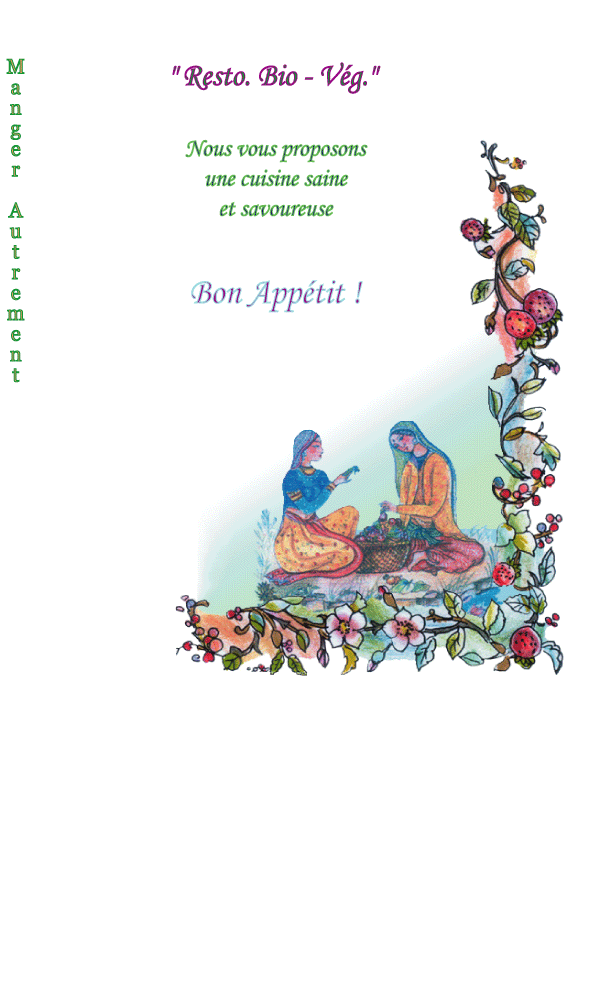 Manger Autrement
"Resto. Bio - Vég."
Nous vous proposons
une cuisine saine
et savoureuse
Bon Appétit !